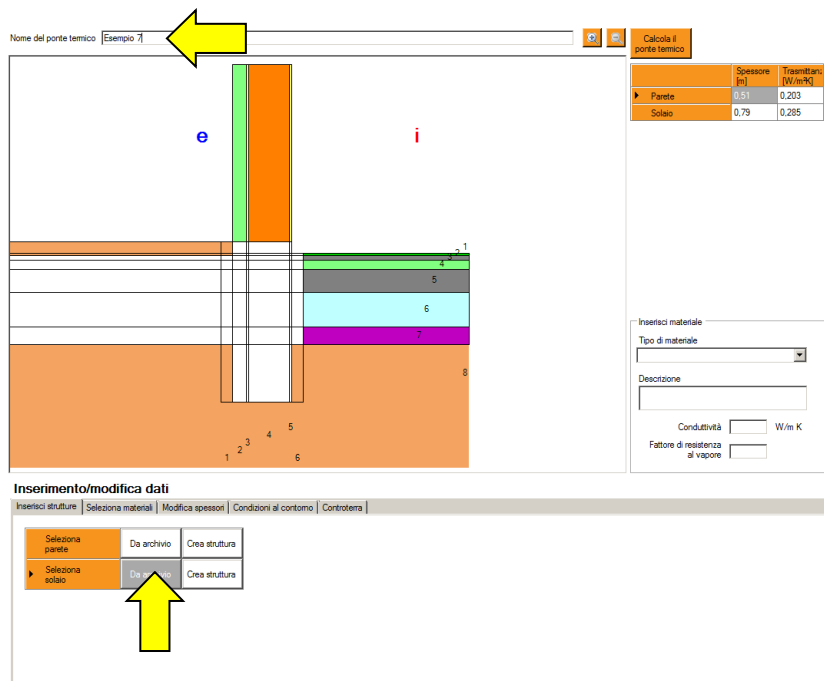 Nome del ponte termico
Esempio 7
Calcola il
ponte termico
Spessore
[m]
Trasmittan
[W/m²K]
Parete
0,51
0,203
Solaio
0,79
0,285
e
i
1
2
3
4
5
6
7
8
5
4
3
2
1
6
Inserisci materiale
Tipo di materiale
Descrizione
Conduttività
W/m K
Fattore di resistenza
al vapore
Inserimento/modifica dati
Inserisci strutture
Seleziona materiali
Modifica spessori
Condizioni al contorno
Controterra
Seleziona
parete
Da archivio
Crea struttura
Seleziona
solaio
Crea struttura